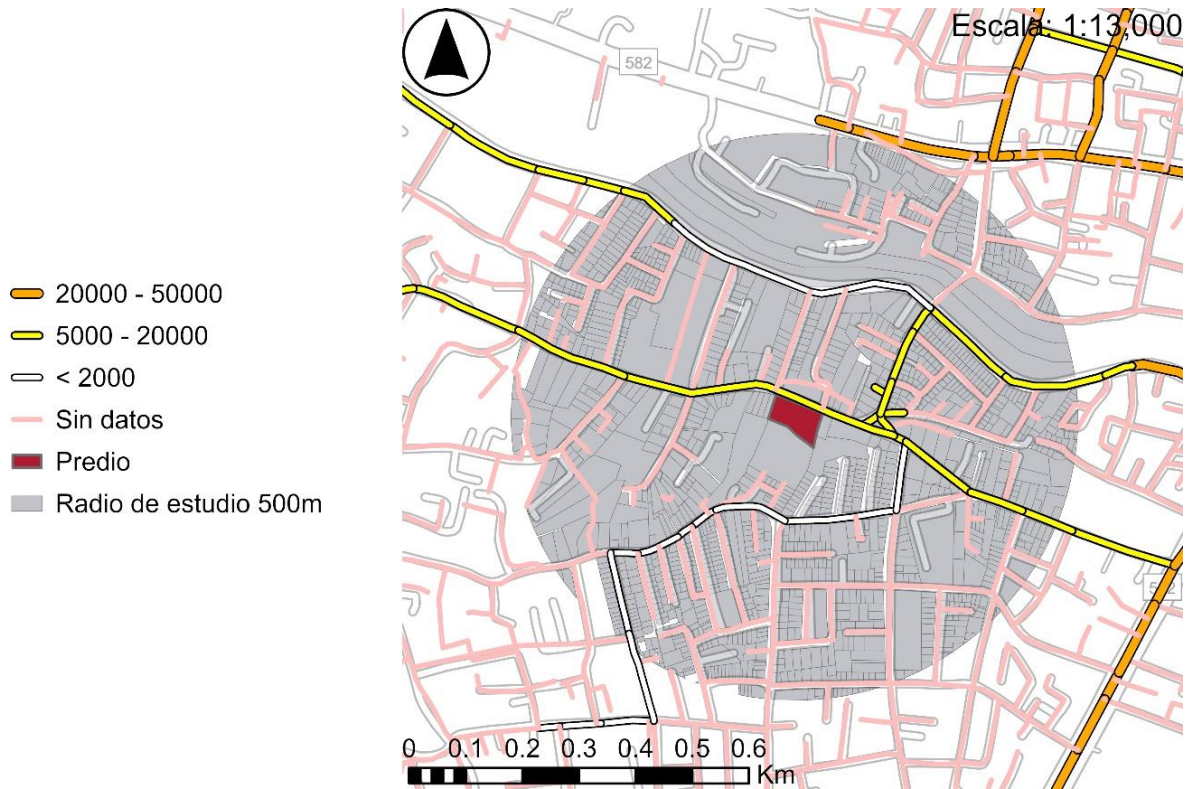 Escala: 1:13,000
582
20000 - 50000
5000 - 20000
< 2000
Sin datos
Predio
Radio de estudio 500m
0 0.1 0.2 0.3 0.4 0.5 0.6
Km